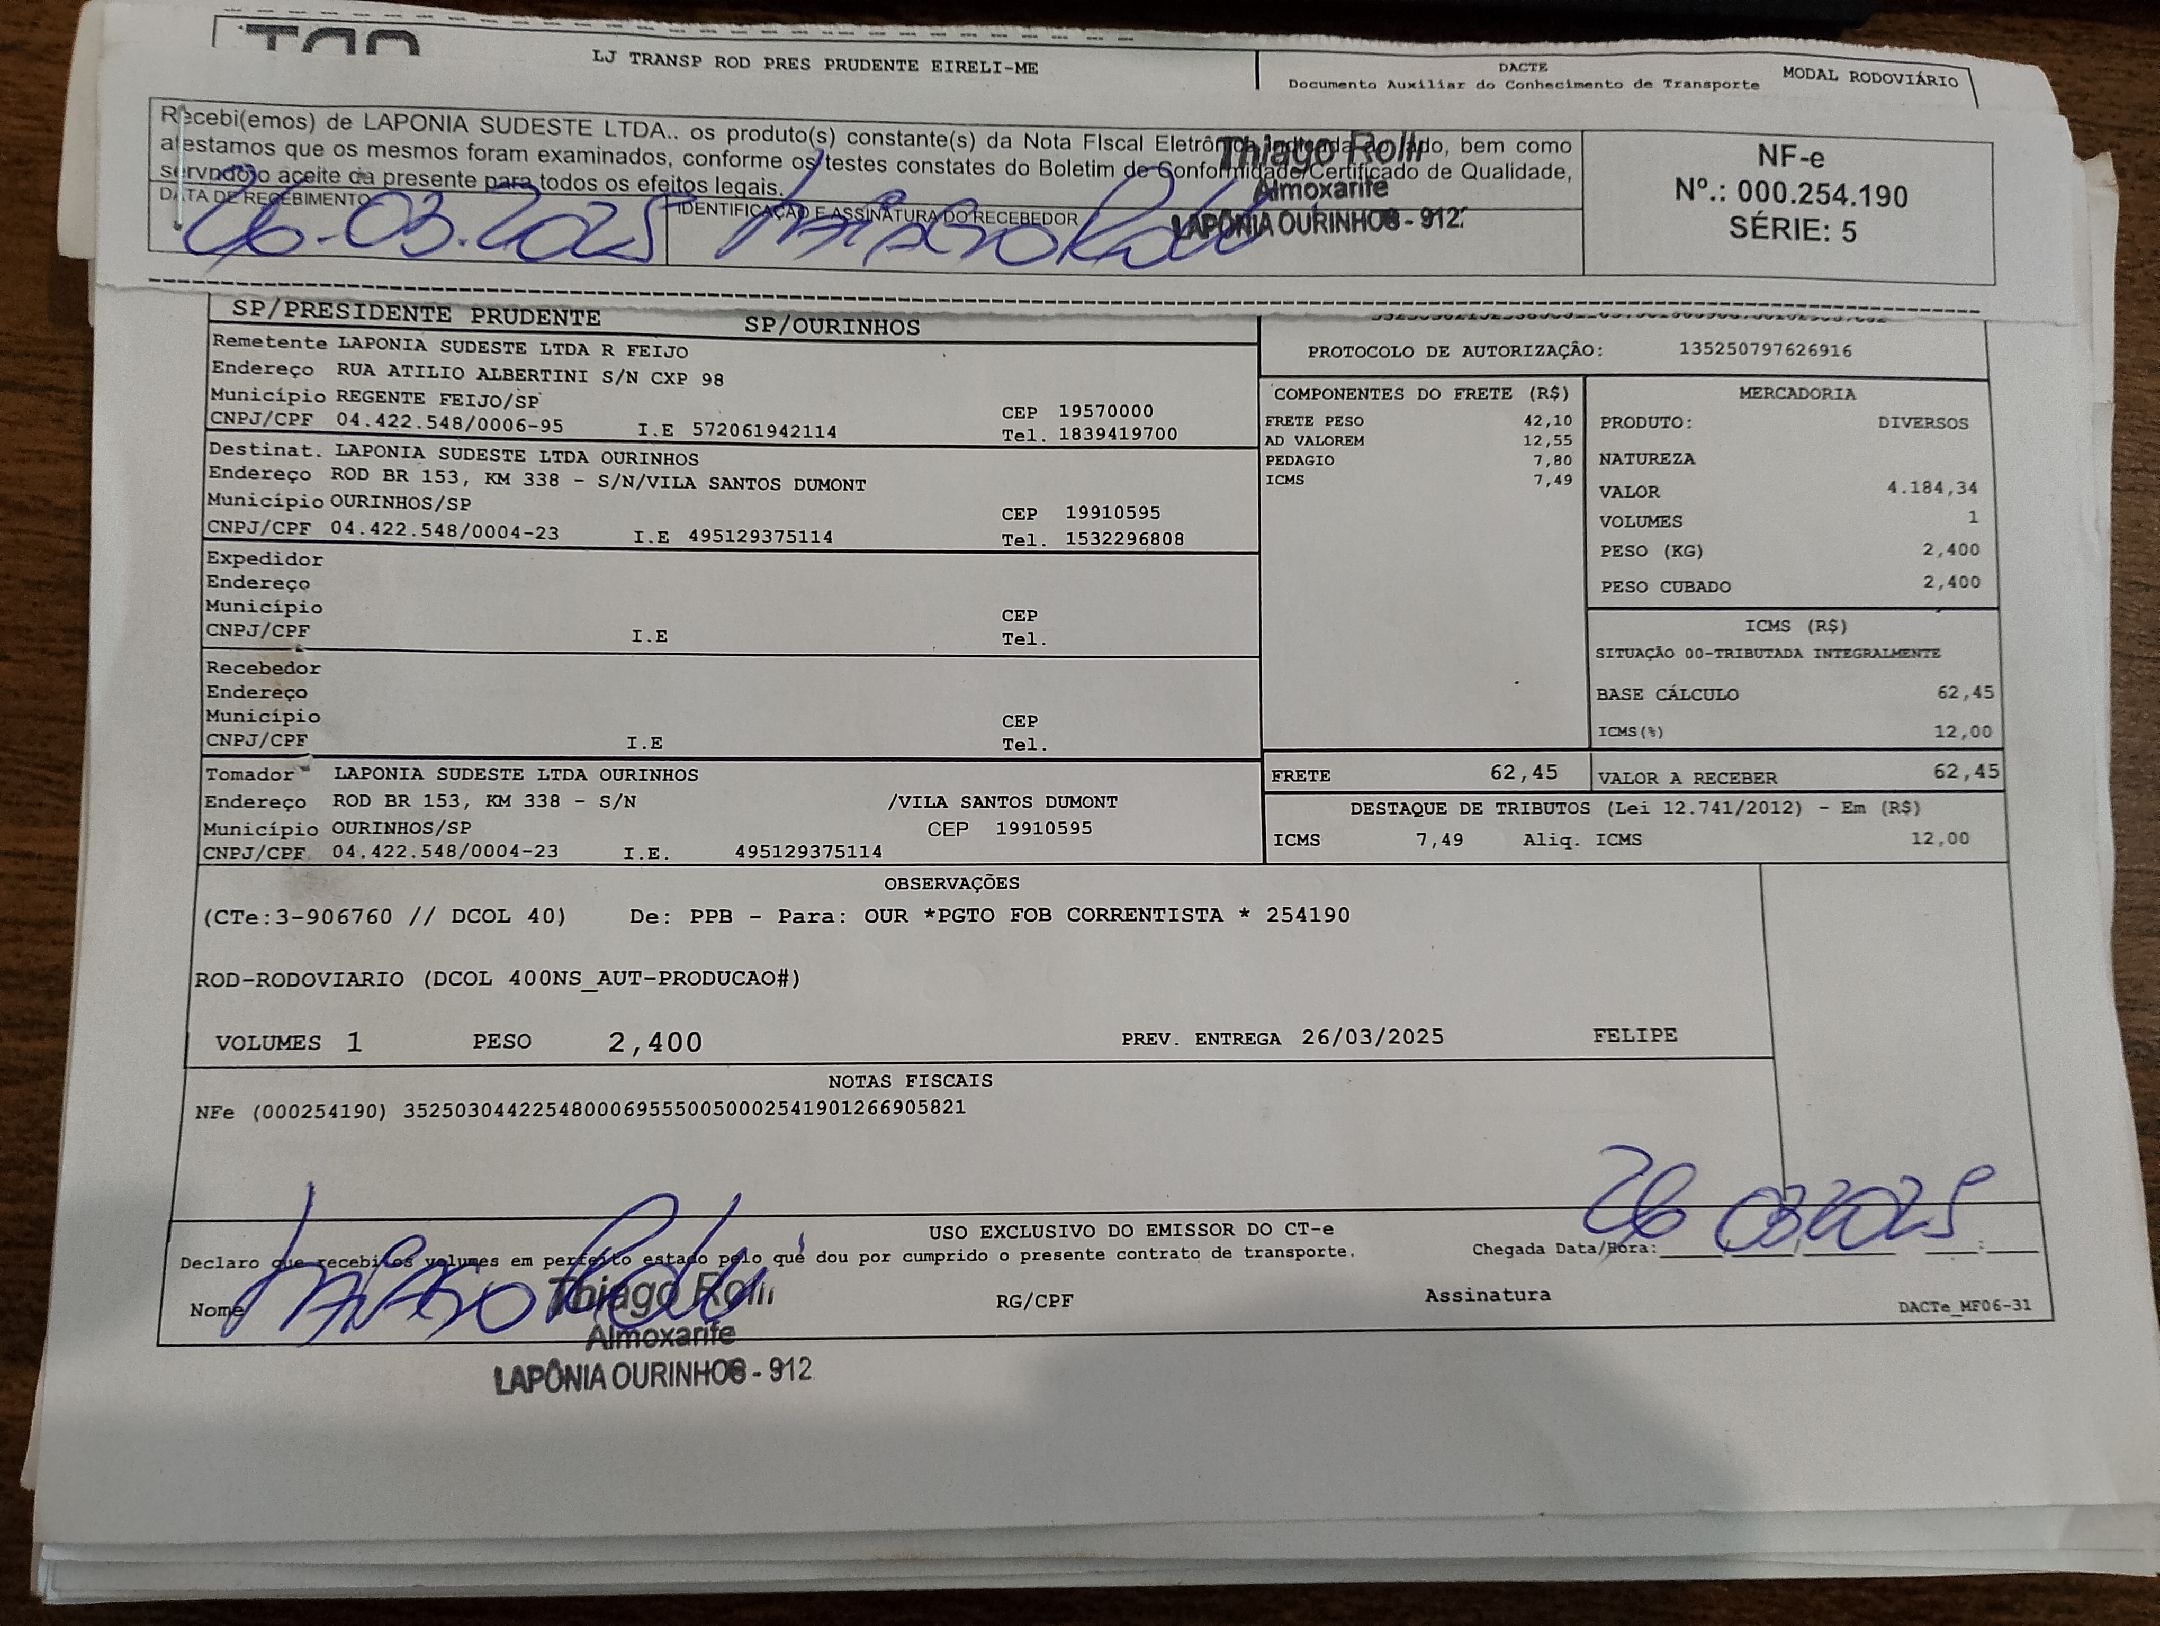 LJ TRANSP ROD PRES PRUDENTE EIRELI-ME
DACTE
Documento Auxiliar do Conhecimento de Transporte
MODAL RODOVIÁRIO
Recebi(emos) de LAPONIA SUDESTE LTDA.. os produto(s) constante(s) da Nota FIscal Eletrônica indicada ao lado, bem como
atestamos que os mesmos foram examinados, conforme os testes constates do Boletim de Conformidade/Certificado de Qualidade,
servndo o aceite da presente para todos os efeitos legais.
DATA DE RECEBIMENTO
26.03.2025
IDENTIFICAÇÃO E ASSINATURA DO RECEBEDOR
Thiago Rolli
Almoxarife
LAPÔNIA OURINHOS - 912
NF-e
Nº.: 000.254.190
SÉRIE: 5
SP/PRESIDENTE PRUDENTE SP/OURINHOS
Remetente LAPONIA SUDESTE LTDA R FEIJO
Endereço RUA ATILIO ALBERTINI S/N CXP 98
Município REGENTE FEIJO/SP CEP 19570000
CNPJ/CPF 04.422.548/0006-95 I.E 572061942114 Tel. 1839419700
Destinat. LAPONIA SUDESTE LTDA OURINHOS
Endereço ROD BR 153, KM 338 - S/N/VILA SANTOS DUMONT
Município OURINHOS/SP CEP 19910595
CNPJ/CPF 04.422.548/0004-23 I.E 495129375114 Tel. 1532296808
Expedidor
Endereço
Município CEP
CNPJ/CPF I.E Tel.
Recebedor
Endereço
Município CEP
CNPJ/CPF I.E Tel.
Tomador LAPONIA SUDESTE LTDA OURINHOS
Endereço ROD BR 153, KM 338 - S/N /VILA SANTOS DUMONT
Município OURINHOS/SP CEP 19910595
CNPJ/CPF 04.422.548/0004-23 I.E. 495129375114
PROTOCOLO DE AUTORIZAÇÃO: 135250797626916
COMPONENTES DO FRETE (R$)
FRETE PESO 42,10
AD VALOREM 12,55
PEDAGIO 7,80
ICMS 7,49
MERCADORIA
PRODUTO: DIVERSOS
NATUREZA
VALOR 4.184,34
VOLUMES 1
PESO (KG) 2,400
PESO CUBADO 2,400
ICMS (R$)
SITUAÇÃO 00-TRIBUTADA INTEGRALMENTE
BASE CÁLCULO 62,45
ICMS(%) 12,00
FRETE 62,45 VALOR A RECEBER 62,45
DESTAQUE DE TRIBUTOS (Lei 12.741/2012) - Em (R$)
ICMS 7,49 Aliq. ICMS 12,00
OBSERVAÇÕES
(CTe:3-906760 // DCOL 40) De: PPB - Para: OUR *PGTO FOB CORRENTISTA * 254190
ROD-RODOVIARIO (DCOL 400NS_AUT-PRODUCAO#)
VOLUMES 1 PESO 2,400 PREV. ENTREGA 26/03/2025 FELIPE
NOTAS FISCAIS
NFe (000254190) 35250304422548000695550050002541901266905821
USO EXCLUSIVO DO EMISSOR DO CT-e
Declaro que recebi os volumes em perfeito estado pelo que dou por cumprido o presente contrato de transporte.
Chegada Data/Hora: 26 03 2025
Nome
RG/CPF
Assinatura
DACTe_MF06-31
Thiago Rolli
Almoxarife
LAPÔNIA OURINHOS - 912